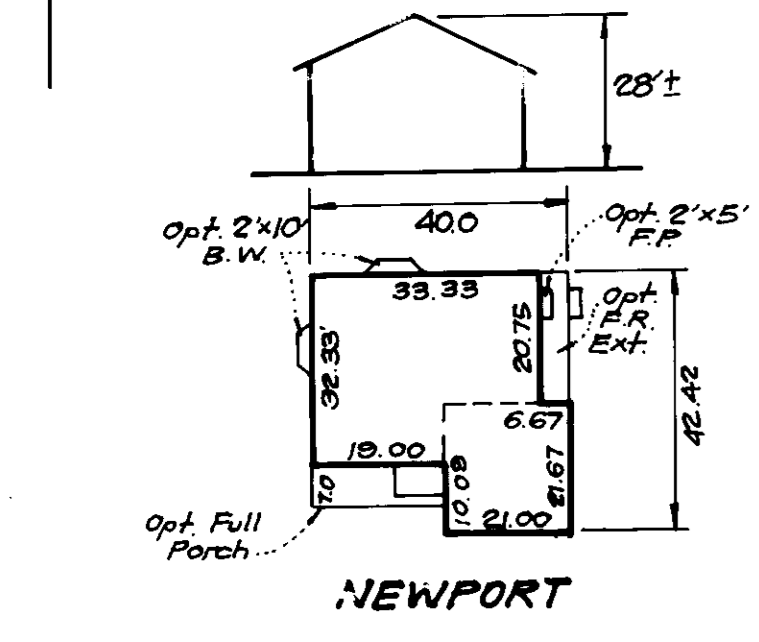 28'±
Opt. 2'x10'
B.W.
40.0
Opt. 2'x5'
F.P.
33.33
20.75
Opt.
F.R.
Ext.
32.33'
42.42
6.67
19.00
21.67
7.0
10.08
21.00
Opt. Full
Porch
NEWPORT